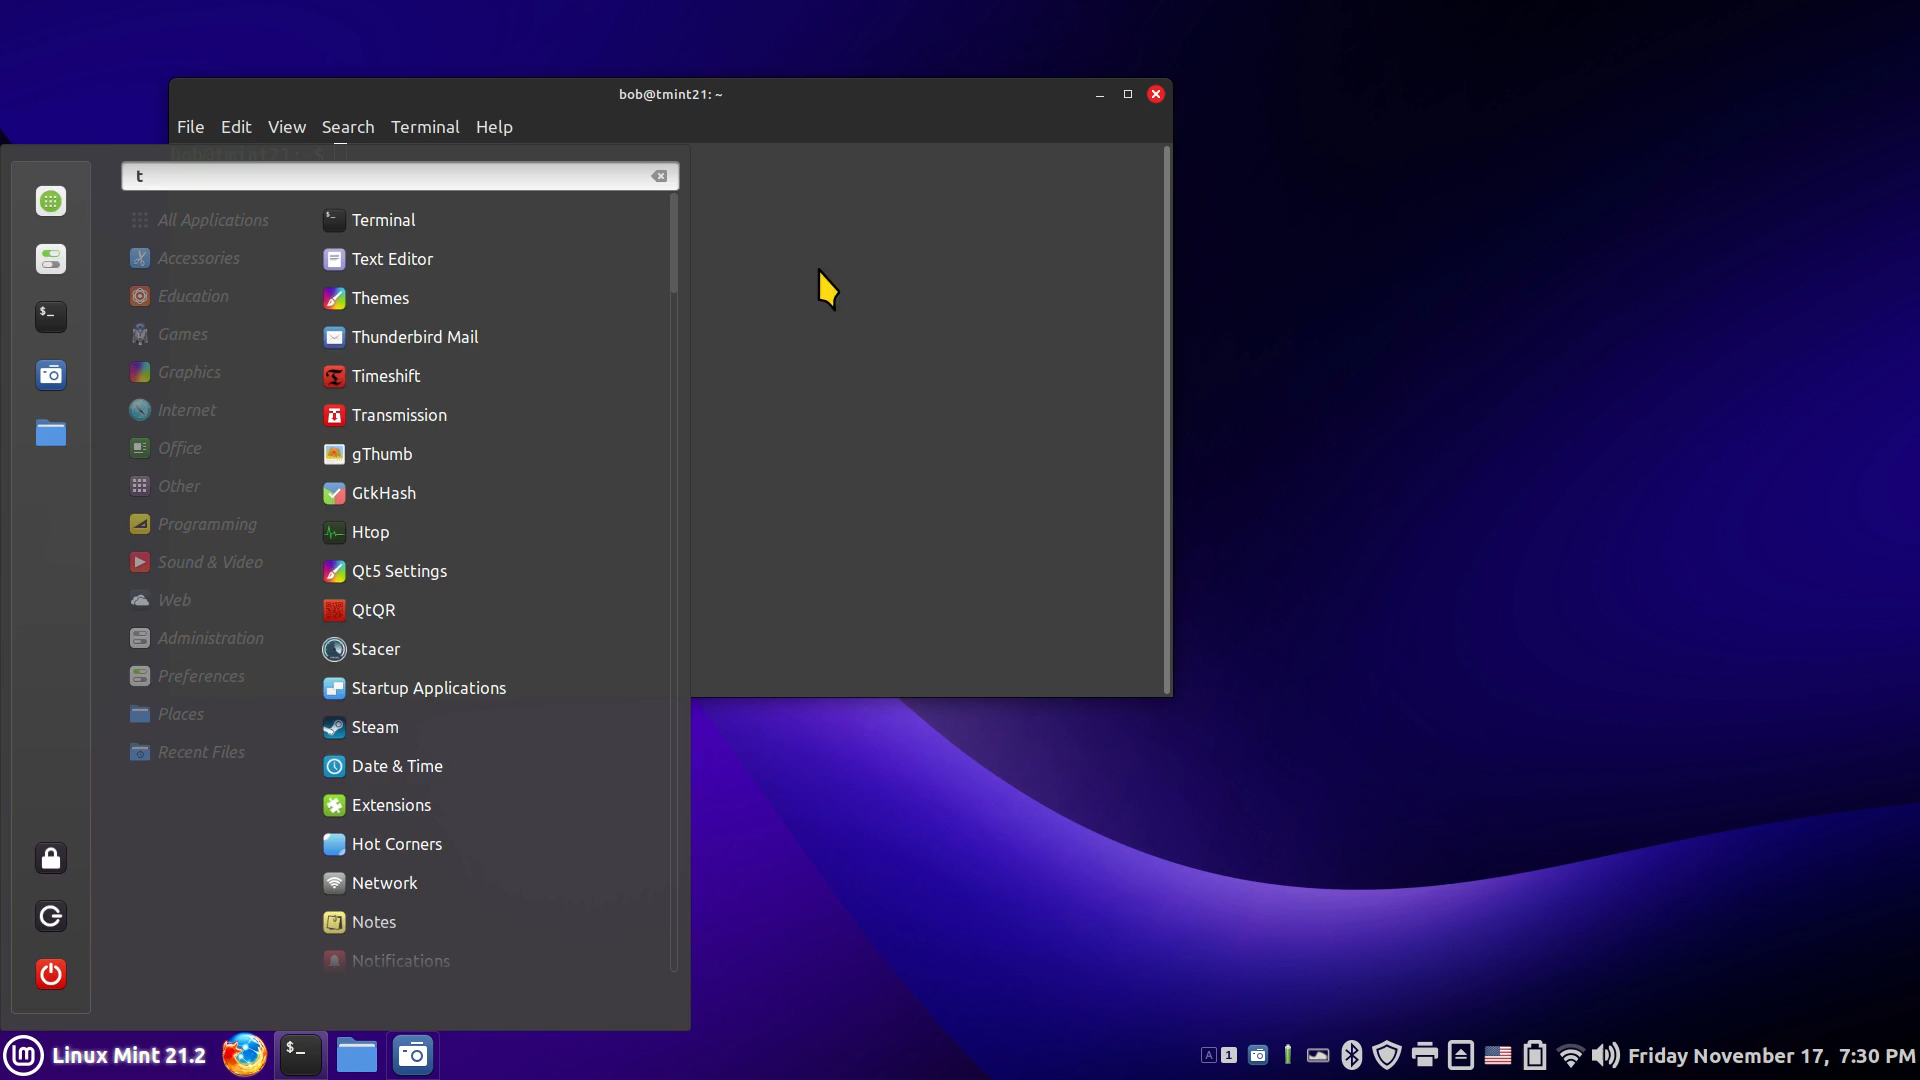 bob@tmint21: ~
File Edit View Search Terminal Help
bob@tmint21:~$
t
All Applications
Accessories
Education
Games
Graphics
Internet
Office
Other
Programming
Sound & Video
Web
Administration
Preferences
Places
Recent Files
Terminal
Text Editor
Themes
Thunderbird Mail
Timeshift
Transmission
gThumb
GtkHash
Htop
Qt5 Settings
QtQR
Stacer
Startup Applications
Steam
Date & Time
Extensions
Hot Corners
Network
Notes
Notifications
Linux Mint 21.2
A 1
Friday November 17, 7:30 PM